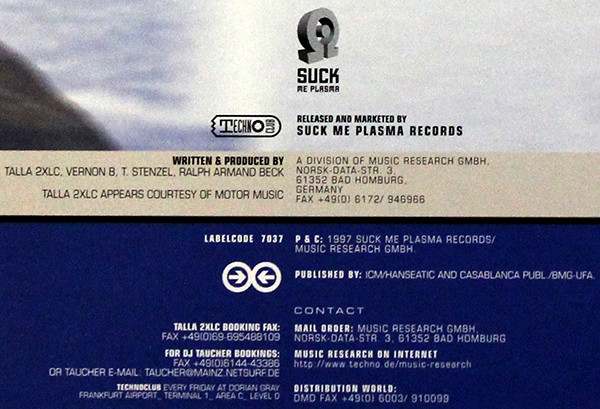 SUCK
ME PLASMA
TECHNO
CLUB
RELEASED AND MARKETED BY
SUCK ME PLASMA RECORDS
WRITTEN & PRODUCED BY
TALLA 2XLC, VERNON B, T. STENZEL, RALPH ARMAND BECK
TALLA 2XLC APPEARS COURTESY OF MOTOR MUSIC
A DIVISION OF MUSIC RESEARCH GMBH,
NORSK-DATA-STR. 3,
61352 BAD HOMBURG,
GERMANY
FAX +49(0) 6172/ 946966
LABELCODE 7037
P & C: 1997 SUCK ME PLASMA RECORDS/
MUSIC RESEARCH GMBH.
PUBLISHED BY: ICM/HANSEATIC AND CASABLANCA PUBL./BMG-UFA.
CONTACT
TALLA 2XLC BOOKING FAX:
FAX +49(0)69-695488109
FOR DJ TAUCHER BOOKINGS:
FAX +49(0)6144-43386
OR TAUCHER E-MAIL: TAUCHER@MAINZ.NETSURF.DE
TECHNOCLUB EVERY FRIDAY AT DORIAN GRAY
FRANKFURT AIRPORT_ TERMINAL 1_ AREA C_ LEVEL 0
MAIL ORDER: MUSIC RESEARCH GMBH,
NORSK-DATA-STR. 3, 61352 BAD HOMBURG
MUSIC RESEARCH ON INTERNET
http://www.techno.de/music-research
DISTRIBUTION WORLD:
DMD FAX +49(0) 6003/ 910099